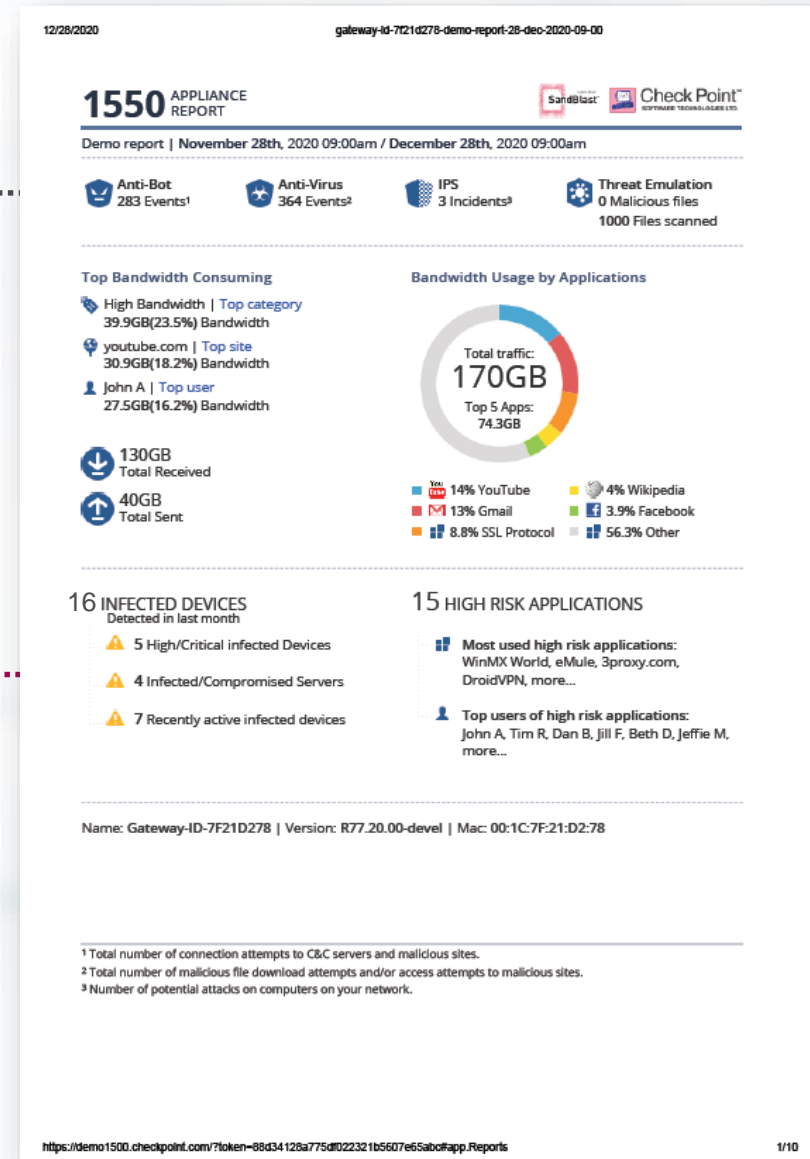 12/28/2020 gateway-id-7f21d278-demo-report-28-dec-2020-09-00
1550 APPLIANCE REPORT
SandBlast™
Check Point™
SOFTWARE TECHNOLOGIES LTD.
Demo report | November 28th, 2020 09:00am / December 28th, 2020 09:00am
Anti-Bot
283 Events¹
Anti-Virus
364 Events²
IPS
3 Incidents³
Threat Emulation
0 Malicious files
1000 Files scanned
Top Bandwidth Consuming
High Bandwidth | Top category
39.9GB(23.5%) Bandwidth
youtube.com | Top site
30.9GB(18.2%) Bandwidth
John A | Top user
27.5GB(16.2%) Bandwidth
130GB
Total Received
40GB
Total Sent
Bandwidth Usage by Applications
Total traffic:
170GB
Top 5 Apps:
74.3GB
You Tube 14% YouTube
13% Gmail
8.8% SSL Protocol
4% Wikipedia
3.9% Facebook
56.3% Other
16 INFECTED DEVICES
Detected in last month
5 High/Critical infected Devices
4 Infected/Compromised Servers
7 Recently active infected devices
15 HIGH RISK APPLICATIONS
Most used high risk applications:
WinMX World, eMule, 3proxy.com,
DroidVPN, more...
Top users of high risk applications:
John A, Tim R, Dan B, Jill F, Beth D, Jeffie M,
more...
Name: Gateway-ID-7F21D278 | Version: R77.20.00-devel | Mac: 00:1C:7F:21:D2:78
¹ Total number of connection attempts to C&C servers and malicious sites.
² Total number of malicious file download attempts and/or access attempts to malicious sites.
³ Number of potential attacks on computers on your network.
https://demo1500.checkpoint.com/?token=88d34128a775df022321b5607e65abc#app.Reports 1/10